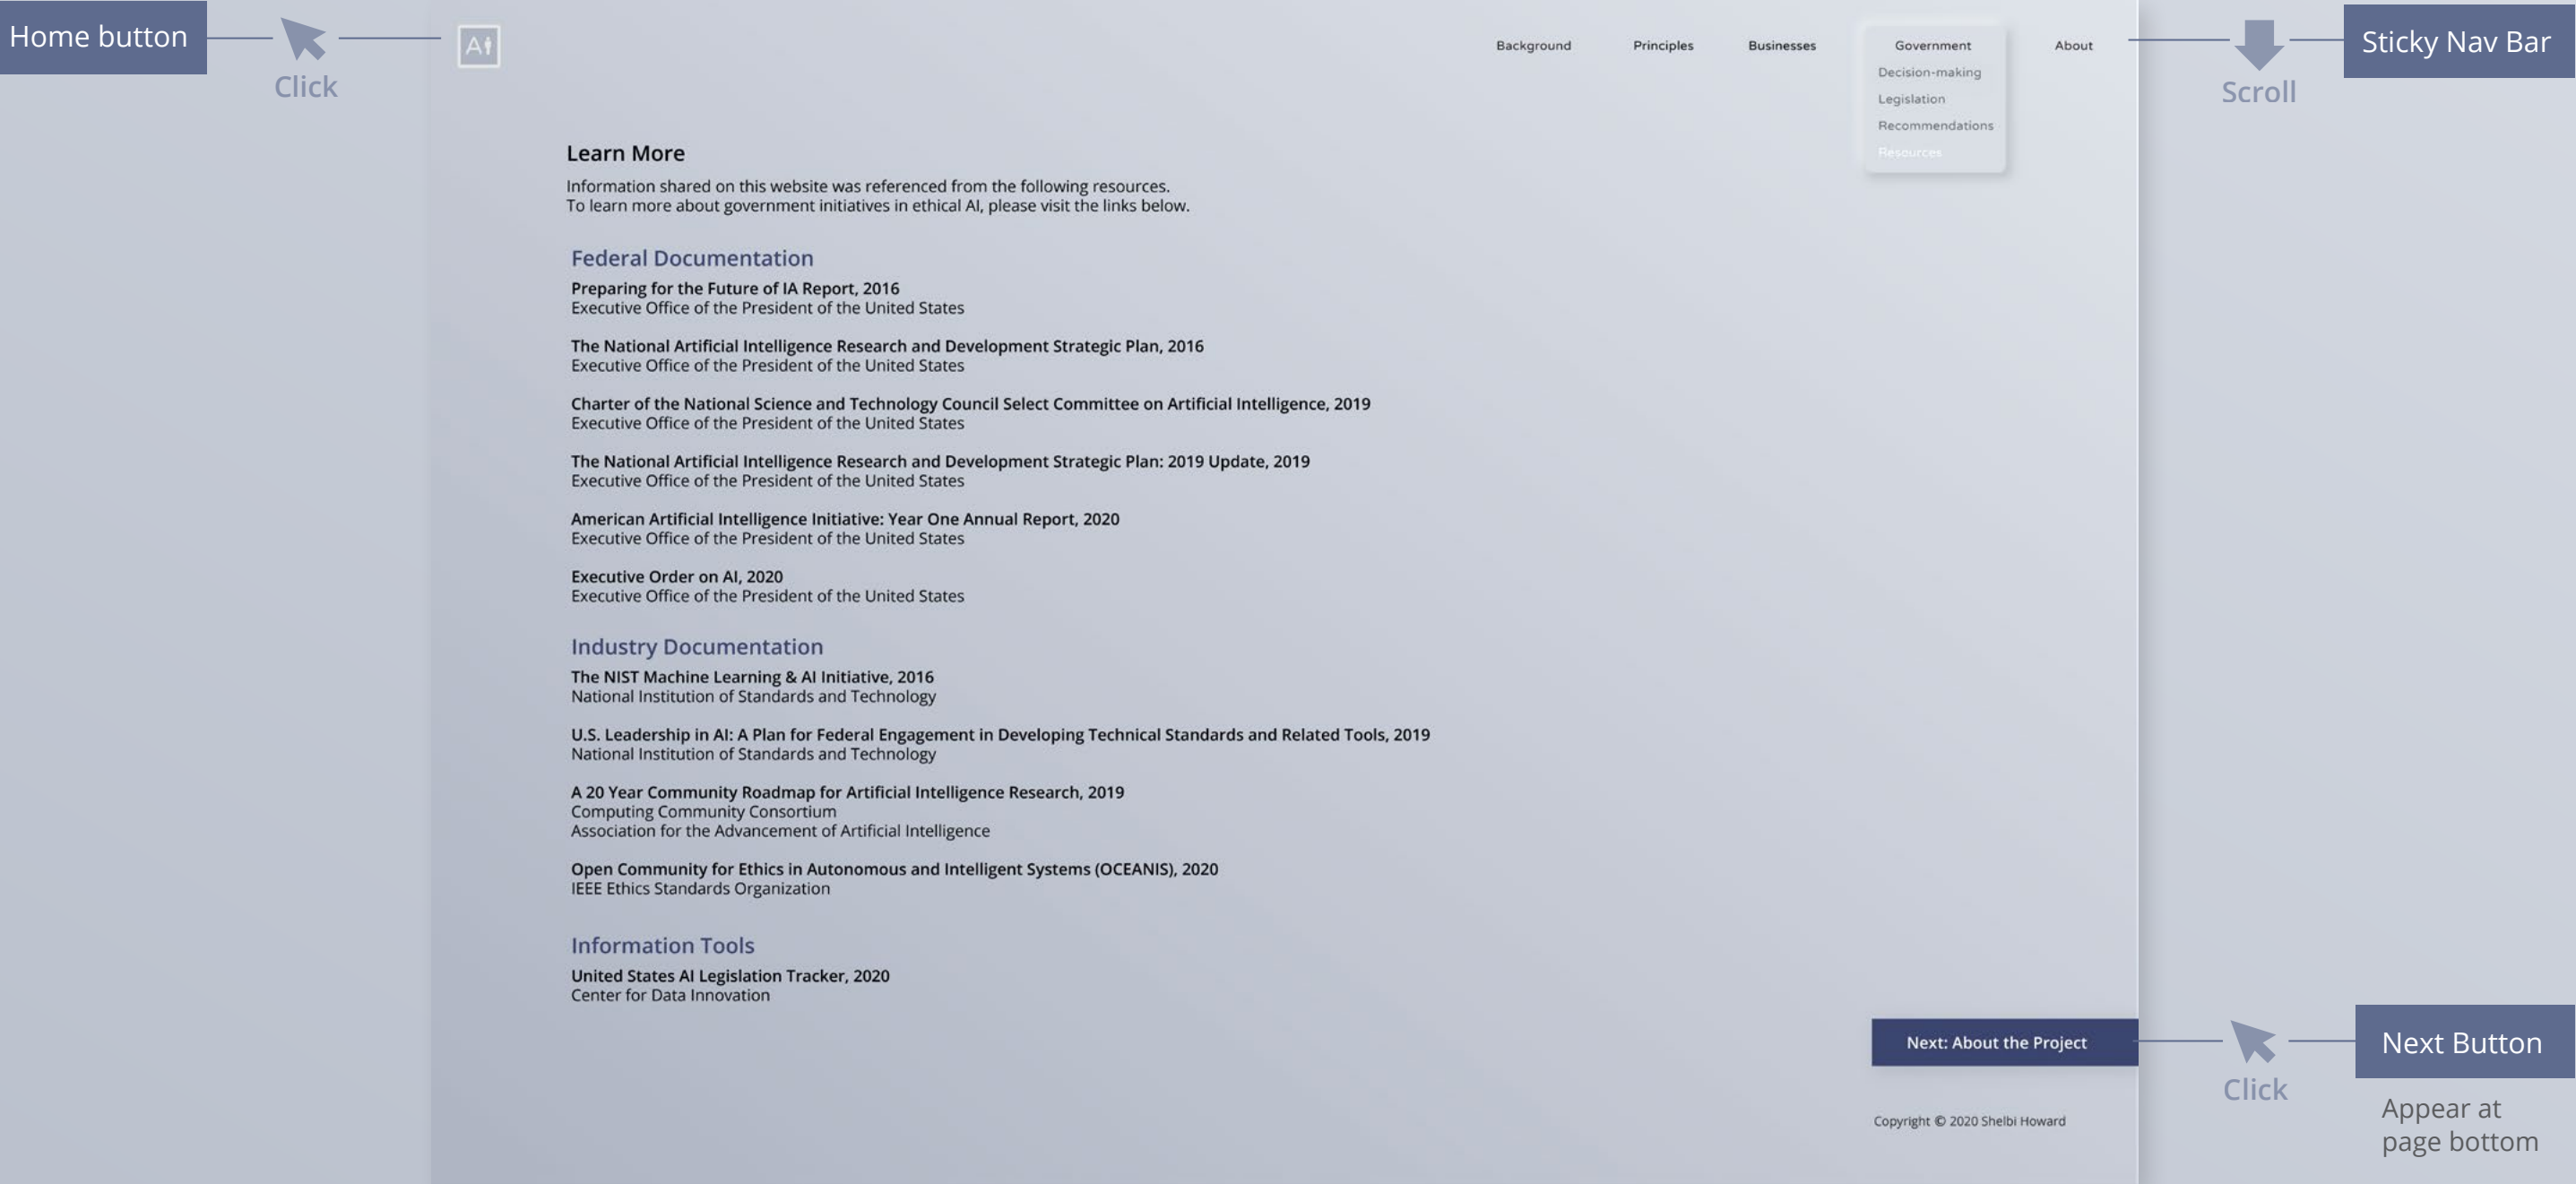 Home button
Click
Ai
Background
Principles
Businesses
Government
Decision-making
Legislation
Recommendations
Resources
About
Scroll
Sticky Nav Bar
Learn More
Information shared on this website was referenced from the following resources.
To learn more about government initiatives in ethical AI, please visit the links below.
Federal Documentation
Preparing for the Future of IA Report, 2016
Executive Office of the President of the United States
The National Artificial Intelligence Research and Development Strategic Plan, 2016
Executive Office of the President of the United States
Charter of the National Science and Technology Council Select Committee on Artificial Intelligence, 2019
Executive Office of the President of the United States
The National Artificial Intelligence Research and Development Strategic Plan: 2019 Update, 2019
Executive Office of the President of the United States
American Artificial Intelligence Initiative: Year One Annual Report, 2020
Executive Office of the President of the United States
Executive Order on AI, 2020
Executive Office of the President of the United States
Industry Documentation
The NIST Machine Learning & AI Initiative, 2016
National Institution of Standards and Technology
U.S. Leadership in AI: A Plan for Federal Engagement in Developing Technical Standards and Related Tools, 2019
National Institution of Standards and Technology
A 20 Year Community Roadmap for Artificial Intelligence Research, 2019
Computing Community Consortium
Association for the Advancement of Artificial Intelligence
Open Community for Ethics in Autonomous and Intelligent Systems (OCEANIS), 2020
IEEE Ethics Standards Organization
Information Tools
United States AI Legislation Tracker, 2020
Center for Data Innovation
Next: About the Project
Click
Next Button
Appear at
page bottom
Copyright © 2020 Shelbi Howard